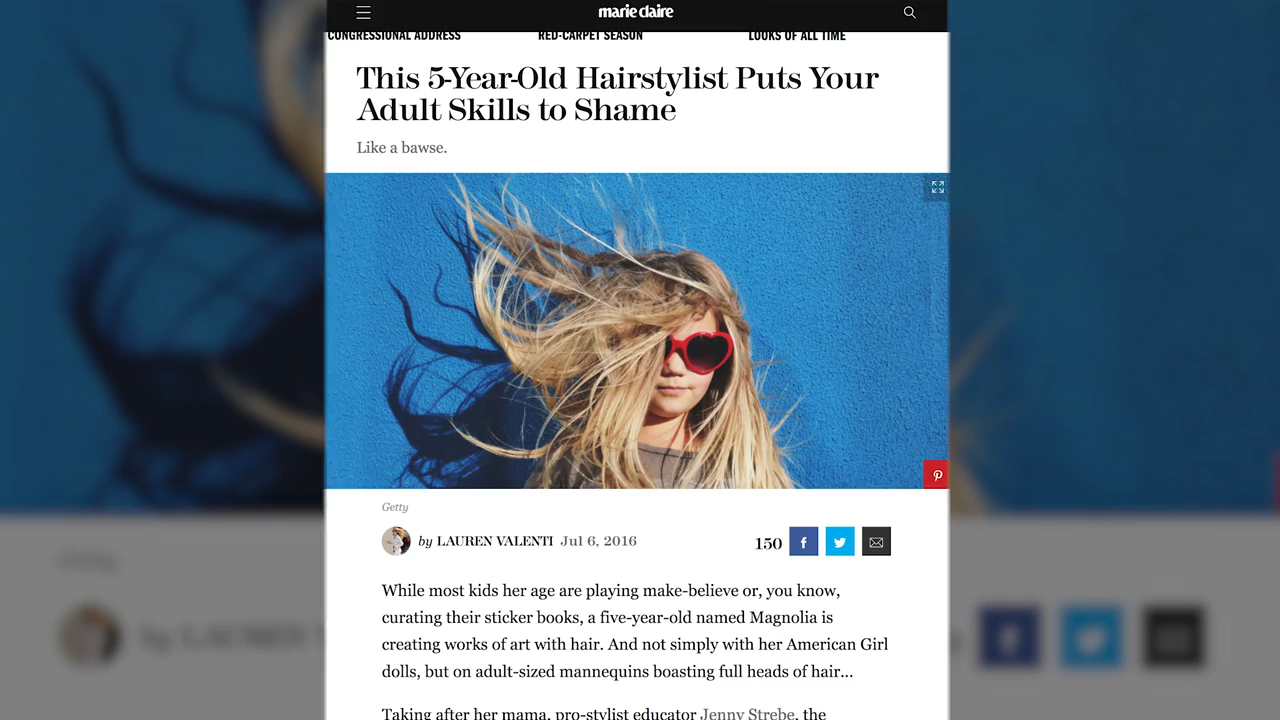 marie claire
CONGRESSIONAL ADDRESS
RED-CARPET SEASON
LOOKS OF ALL TIME
This 5-Year-Old Hairstylist Puts Your
Adult Skills to Shame
Like a bawse.
Getty
by LAUREN VALENTI Jul 6, 2016
150
While most kids her age are playing make-believe or, you know,
curating their sticker books, a five-year-old named Magnolia is
creating works of art with hair. And not simply with her American Girl
dolls, but on adult-sized mannequins boasting full heads of hair...
Taking after her mama, pro-stylist educator Jenny Strebe, the